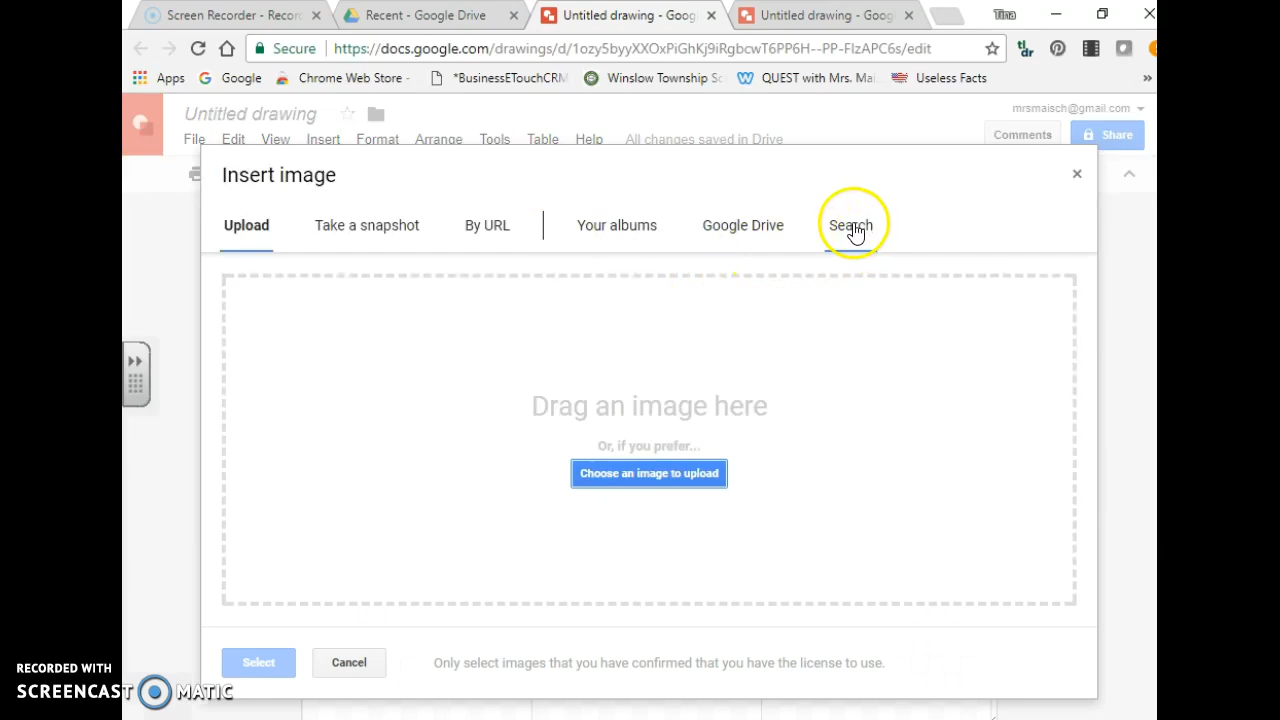 Screen Recorder - Recor
Recent - Google Drive
Untitled drawing - Goog
Untitled drawing - Goog
Tina
Secure
https://docs.google.com/drawings/d/1ozy5byyXXOxPiGhKj9iRgbcwT6PP6H--PP-FlzAPC6s/edit
tl;dr
Apps
Google
Chrome Web Store -
*BusinessETouchCRM
Winslow Township Sc
QUEST with Mrs. Mai
Useless Facts
»
Untitled drawing
mrsmaisch@gmail.com
File Edit View Insert Format Arrange Tools Table Help All changes saved in Drive
Comments
Share
Insert image
Upload Take a snapshot By URL Your albums Google Drive Search
Drag an image here
Or, if you prefer...
Choose an image to upload
Select
Cancel
Only select images that you have confirmed that you have the license to use.
RECORDED WITH
SCREENCAST MATIC